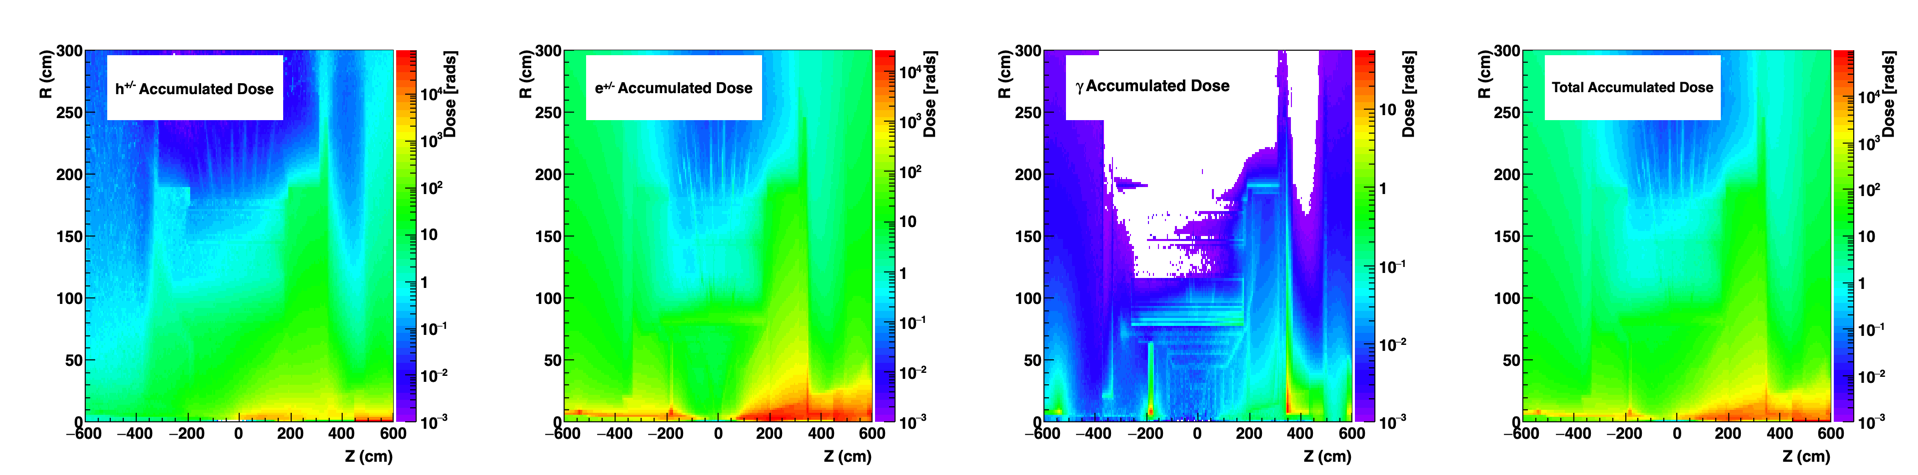 h+/- Accumulated Dose
R (cm)
300
250
200
150
100
50
0
−600 −400 −200 0 200 400 600
Z (cm)
Dose [rads]
10⁴
10³
10²
10
1
10⁻¹
10⁻²
10⁻³
e+/- Accumulated Dose
R (cm)
300
250
200
150
100
50
0
−600 −400 −200 0 200 400 600
Z (cm)
Dose [rads]
10⁴
10³
10²
10
1
10⁻¹
10⁻²
10⁻³
γ Accumulated Dose
R (cm)
300
250
200
150
100
50
0
−600 −400 −200 0 200 400 600
Z (cm)
Dose [rads]
10
1
10⁻¹
10⁻²
10⁻³
Total Accumulated Dose
R (cm)
300
250
200
150
100
50
0
−600 −400 −200 0 200 400 600
Z (cm)
Dose [rads]
10⁴
10³
10²
10
1
10⁻¹
10⁻²
10⁻³